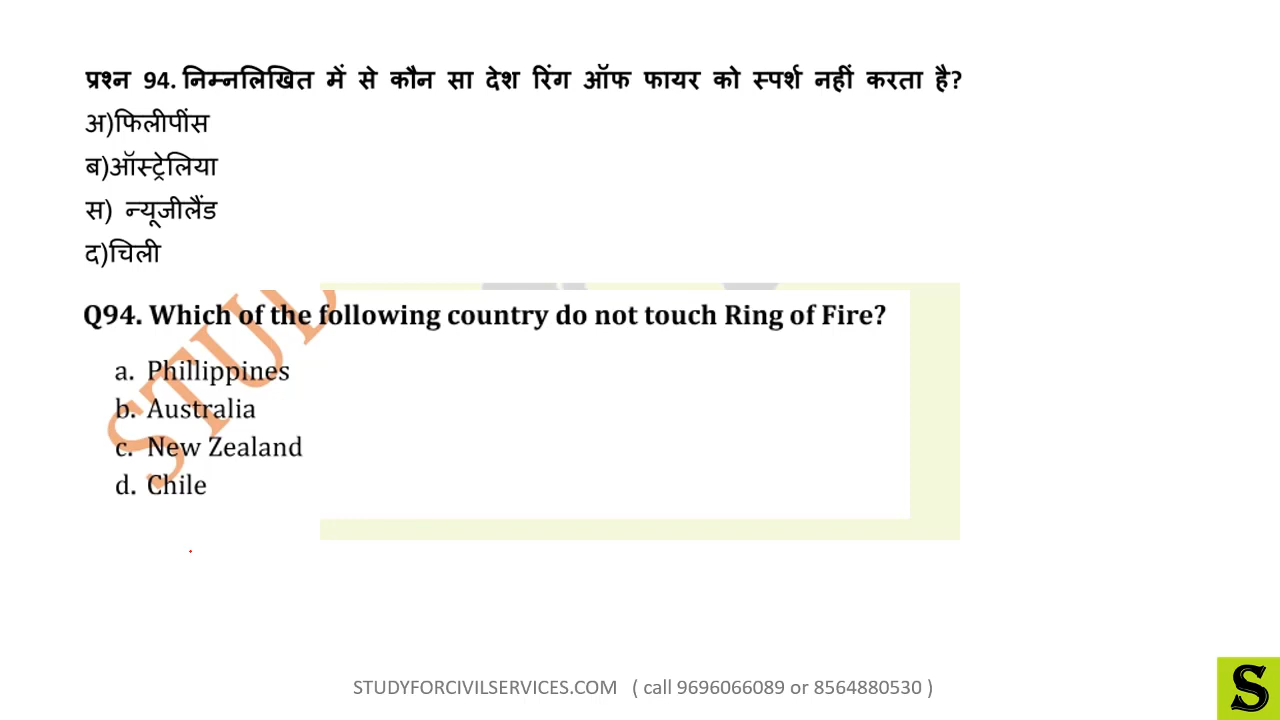 प्रश्न 94. निम्नलिखित में से कौन सा देश रिंग ऑफ फायर को स्पर्श नहीं करता है?
अ)फिलीपींस
ब)ऑस्ट्रेलिया
स) न्यूजीलैंड
द)चिली
Q94. Which of the following country do not touch Ring of Fire?
a. Phillippines
b. Australia
c. New Zealand
d. Chile
STUD
STUDYFORCIVILSERVICES.COM ( call 9696066089 or 8564880530 )
S